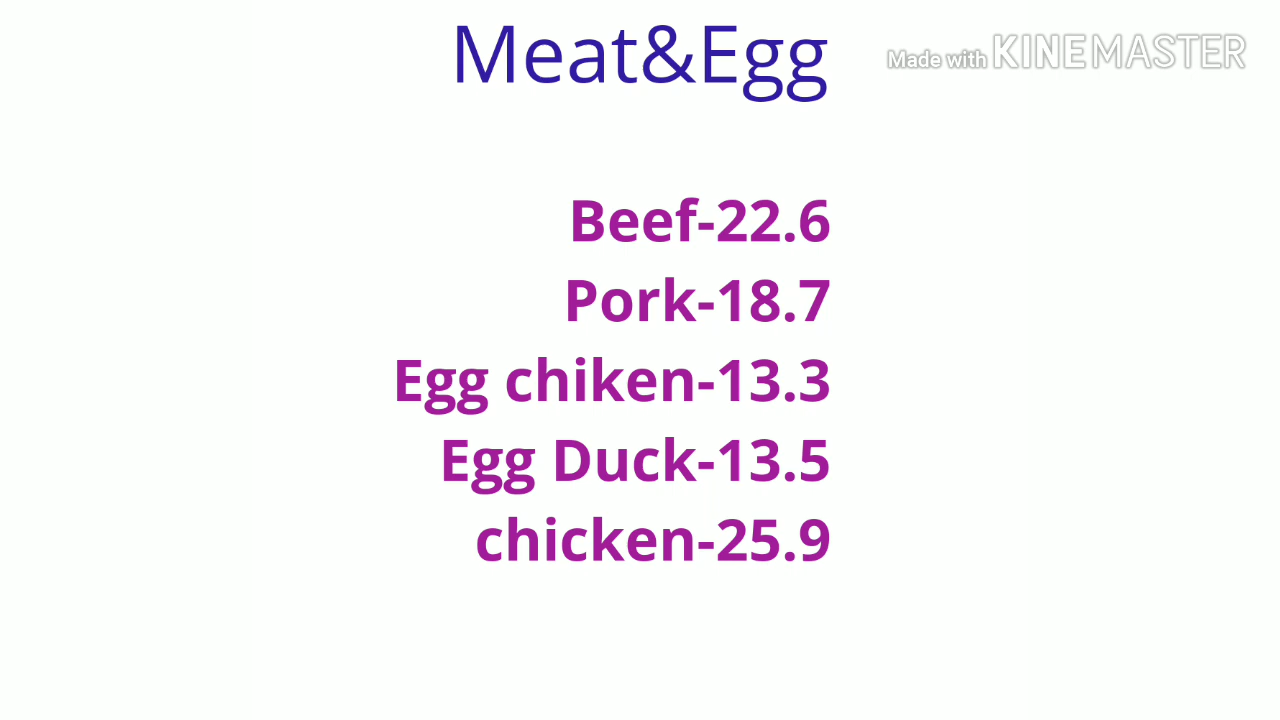 Meat&Egg
Made with KINEMASTER
Beef-22.6
Pork-18.7
Egg chiken-13.3
Egg Duck-13.5
chicken-25.9